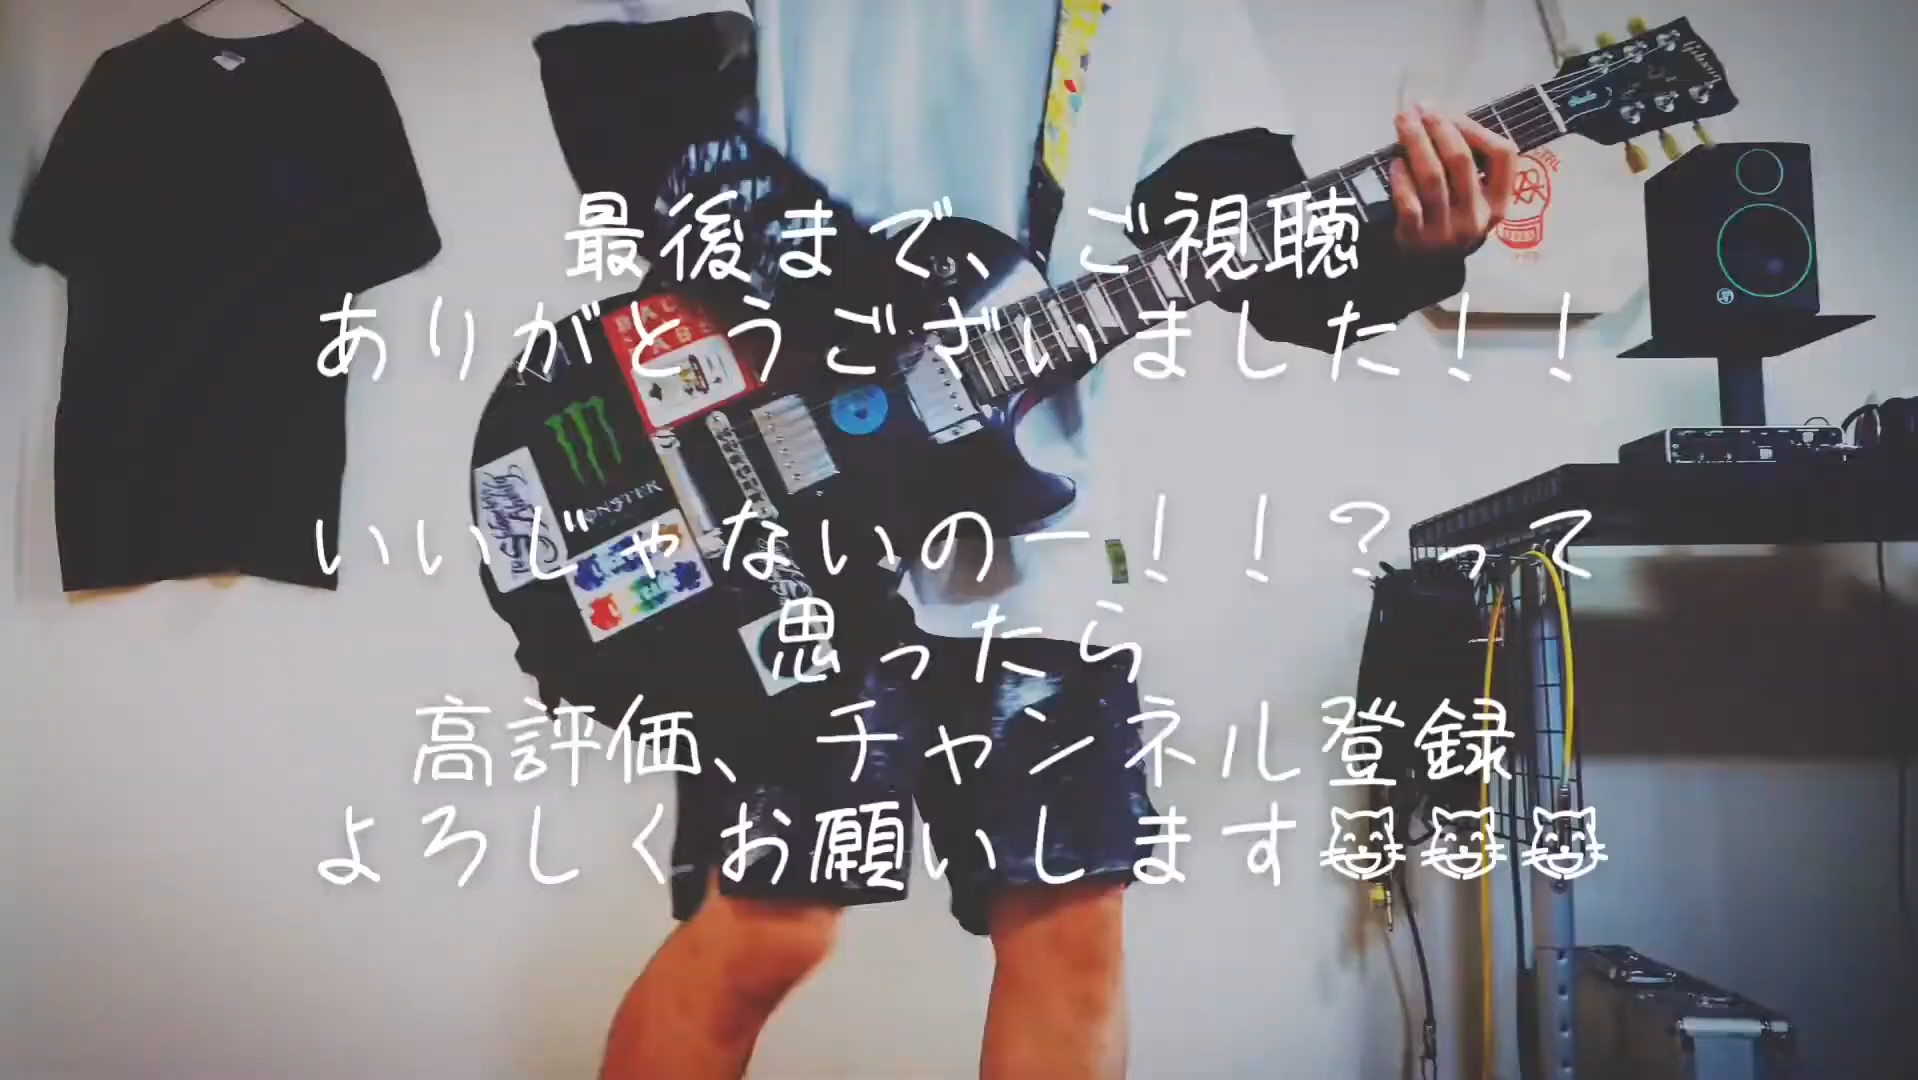 最後まで、ご視聴
ありがとうございました！！
いいじゃないのー！！？って
思ったら
高評価、チャンネル登録
よろしくお願いします😹😹😹
Gibson
MONSTER